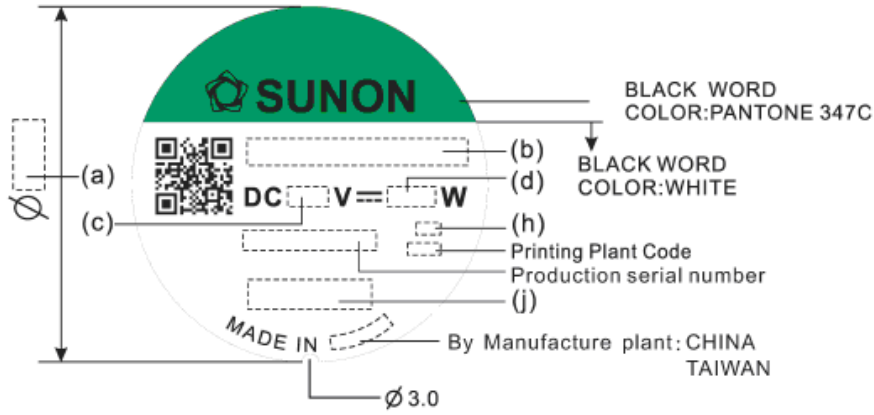 SUNON
BLACK WORD
COLOR:PANTONE 347C
(b)
BLACK WORD
COLOR:WHITE
(a)
(d)
DC V W
(c)
(h)
Printing Plant Code
Production serial number
(j)
MADE IN
By Manufacture plant: CHINA
TAIWAN
Ø
Ø 3.0